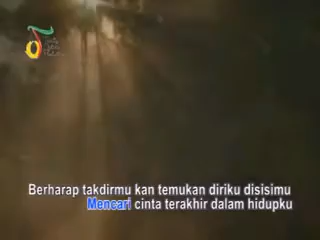 Berharap takdirmu kan temukan diriku disisimu
Mencari cinta terakhir dalam hidupku